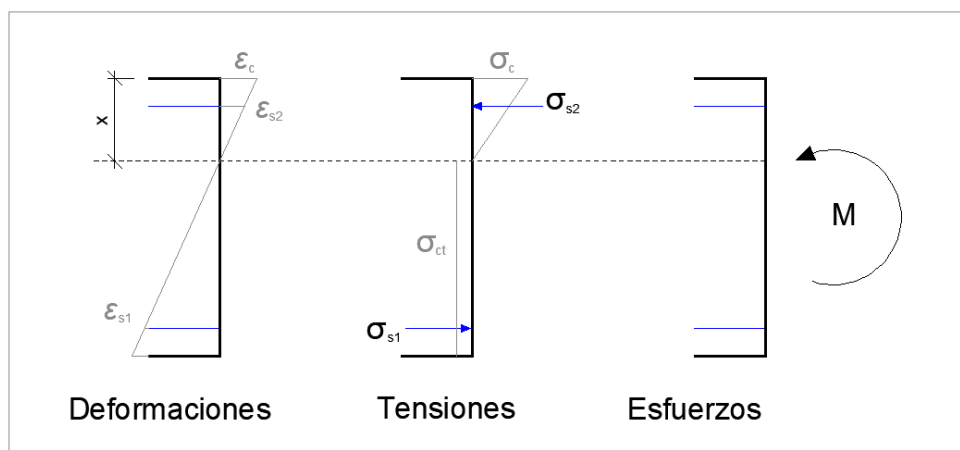 εc
σc
εs2
σs2
x
M
σct
εs1
σs1
Deformaciones
Tensiones
Esfuerzos